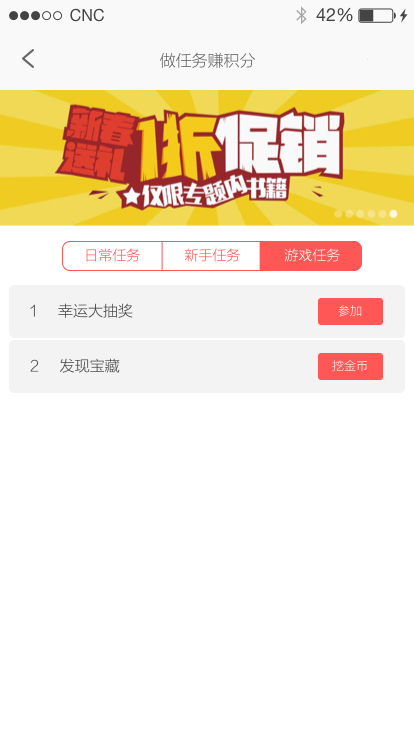 CNC 42%
做任务赚积分
新春送礼 1折促销
仅限专题内书籍
日常任务 新手任务 游戏任务
1 幸运大抽奖 参加
2 发现宝藏 挖金币